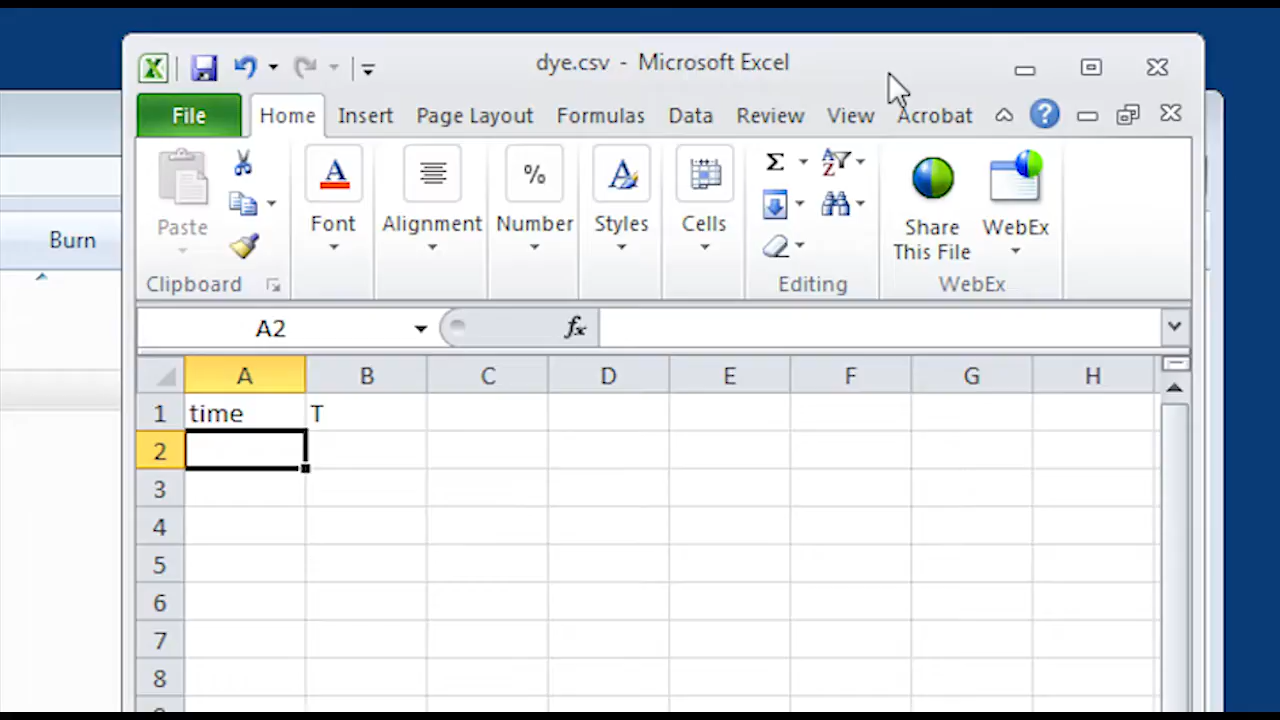 dye.csv - Microsoft Excel
File Home Insert Page Layout Formulas Data Review View Acrobat
Burn
Paste
Font Alignment Number Styles Cells
Share This File
WebEx
Clipboard Editing WebEx
A2 fx
A B C D E F G H
1 time T
2
3
4
5
6
7
8